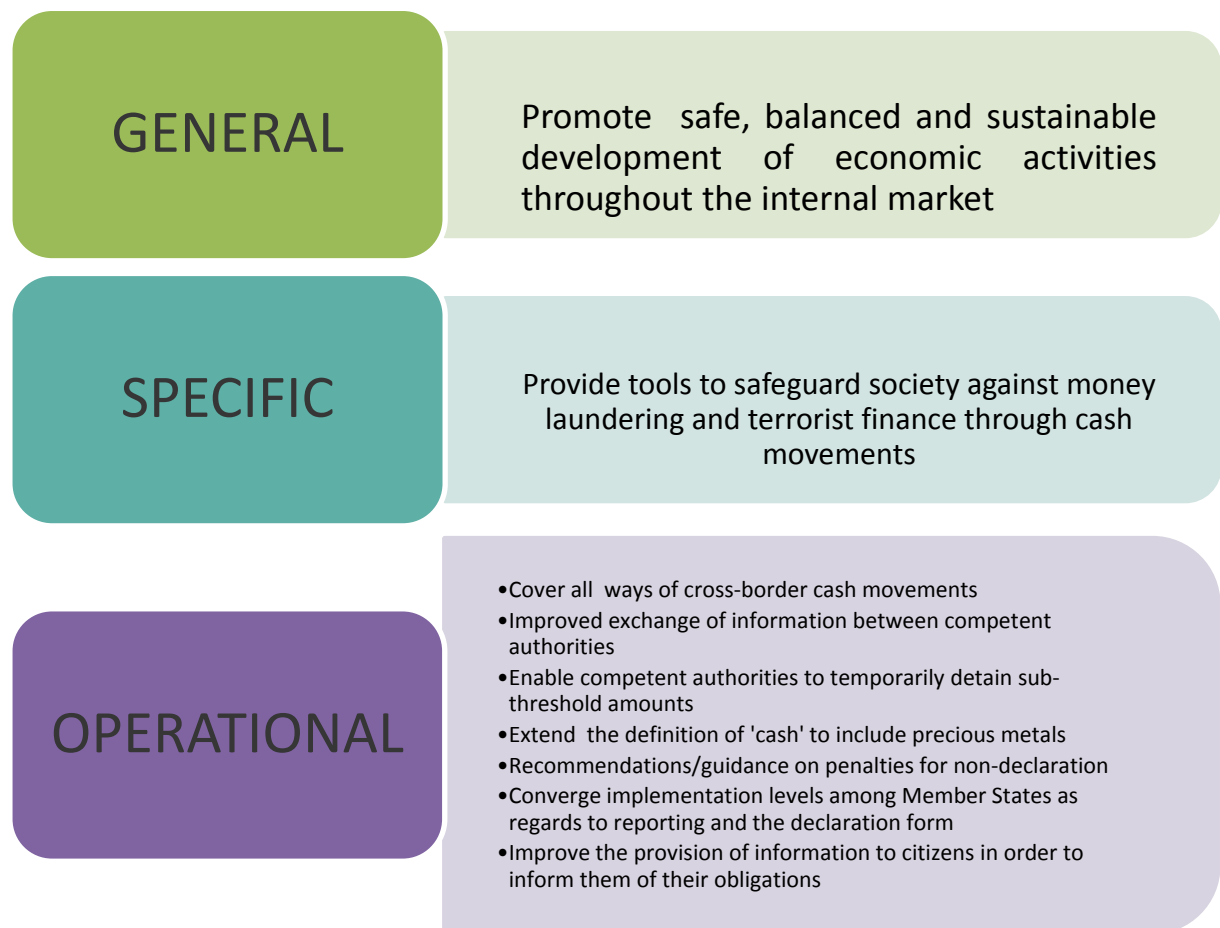 GENERAL
Promote safe, balanced and sustainable
development of economic activities
throughout the internal market
SPECIFIC
Provide tools to safeguard society against money
laundering and terrorist finance through cash
movements
OPERATIONAL
•Cover all ways of cross-border cash movements
•Improved exchange of information between competent
authorities
•Enable competent authorities to temporarily detain sub-
threshold amounts
•Extend the definition of 'cash' to include precious metals
•Recommendations/guidance on penalties for non-declaration
•Converge implementation levels among Member States as
regards to reporting and the declaration form
•Improve the provision of information to citizens in order to
inform them of their obligations